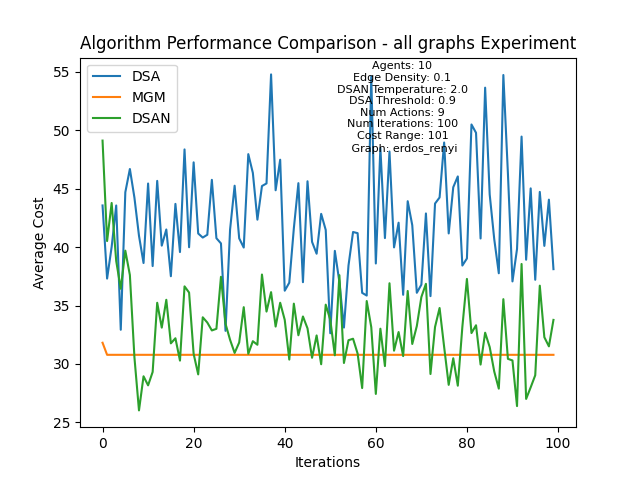 Algorithm Performance Comparison - all graphs Experiment
DSA
MGM
DSAN
Agents: 10
Edge Density: 0.1
DSAN Temperature: 2.0
DSA Threshold: 0.9
Num Actions: 9
Num Iterations: 100
Cost Range: 101
Graph: erdos_renyi
Average Cost
55
50
45
40
35
30
25
0 20 40 60 80 100
Iterations